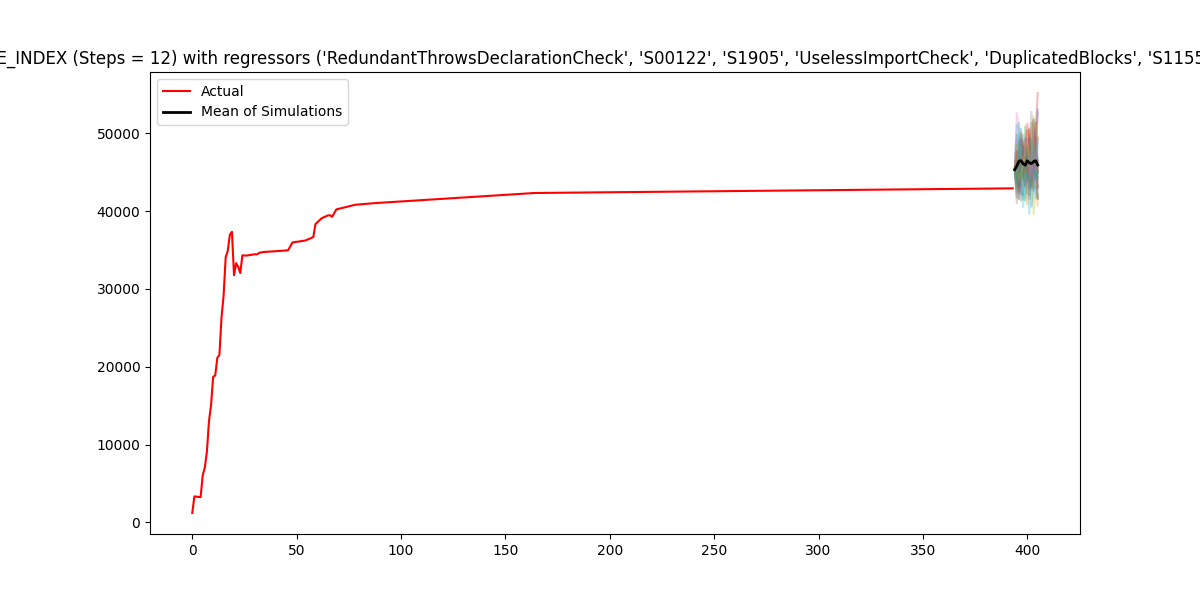 E_INDEX (Steps = 12) with regressors ('RedundantThrowsDeclarationCheck', 'S00122', 'S1905', 'UselessImportCheck', 'DuplicatedBlocks', 'S1155
Actual
Mean of Simulations
50000
40000
30000
20000
10000
0
0 50 100 150 200 250 300 350 400